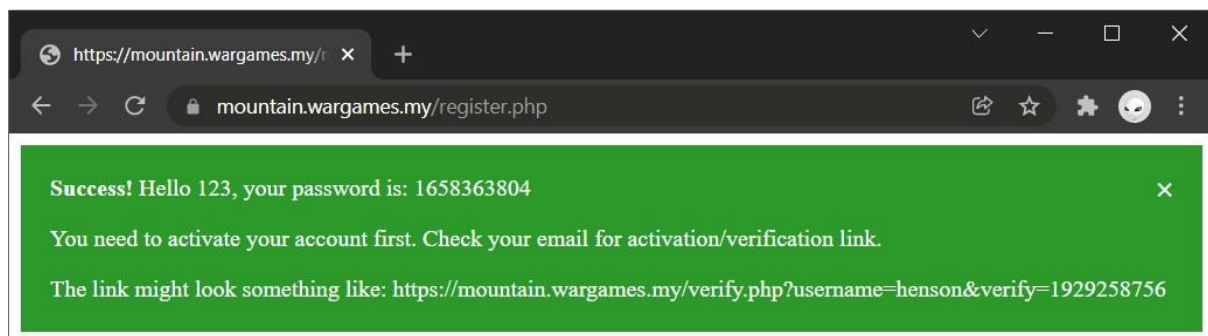 https://mountain.wargames.my/r
mountain.wargames.my/register.php
Success! Hello 123, your password is: 1658363804
You need to activate your account first. Check your email for activation/verification link.
The link might look something like: https://mountain.wargames.my/verify.php?username=henson&verify=1929258756